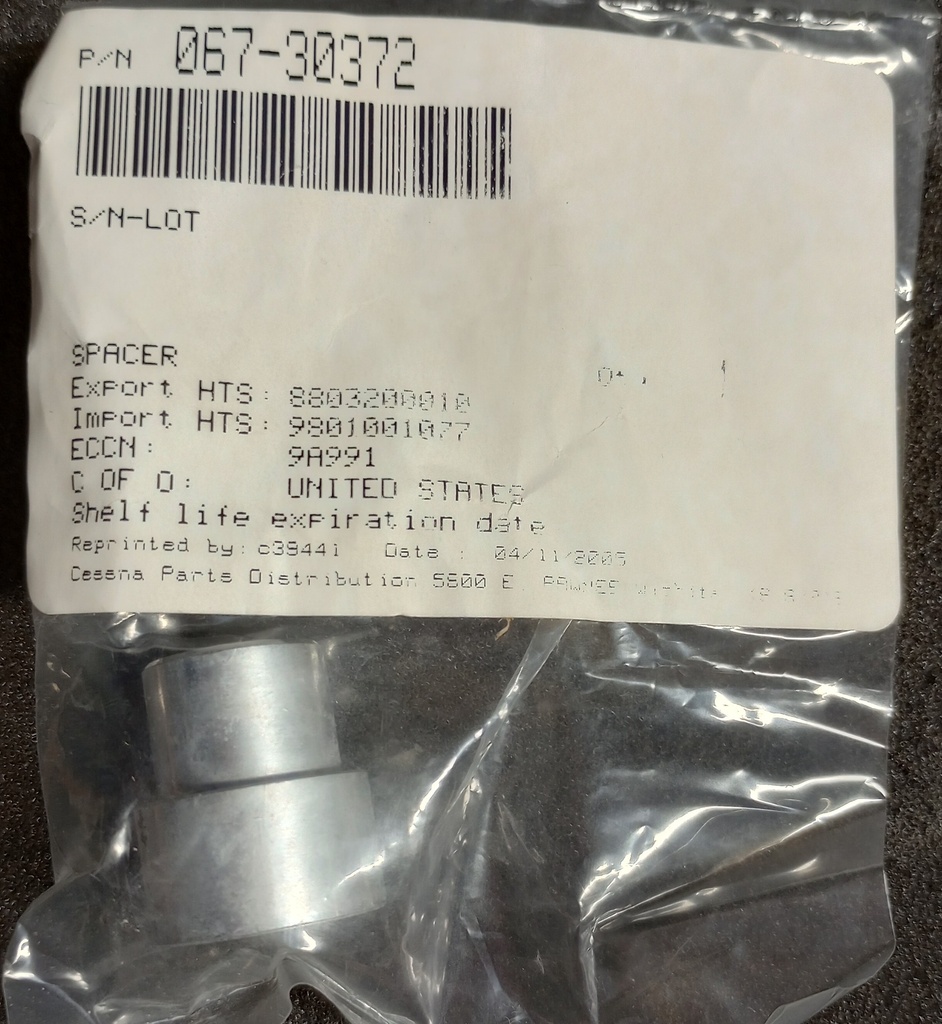 P/N 067-30372
S/N-LOT
SPACER
1
Export HTS: 8803200010
Import HTS: 9801001077
ECCN: 9A991
C OF O: UNITED STATES
Shelf life expiration date
Reprinted by: c39441 Date : 04/11/2005
Cessna Parts Distribution 5800 E.